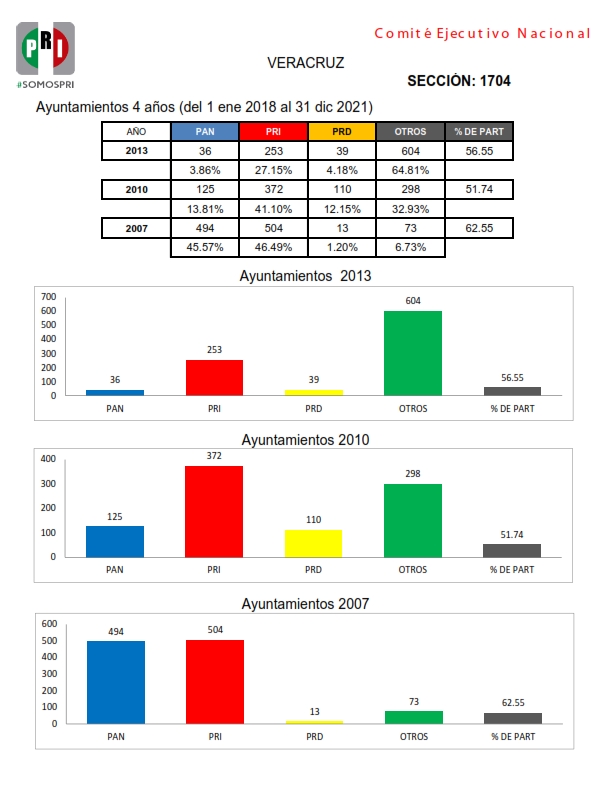 Comité Ejecutivo Nacional
PRI
#SOMOSPRI
VERACRUZ
SECCIÓN: 1704
Ayuntamientos 4 años (del 1 ene 2018 al 31 dic 2021)
AÑO PAN PRI PRD OTROS % DE PART
2013 36 253 39 604 56.55
3.86% 27.15% 4.18% 64.81%
2010 125 372 110 298 51.74
13.81% 41.10% 12.15% 32.93%
2007 494 504 13 73 62.55
45.57% 46.49% 1.20% 6.73%
Ayuntamientos 2013
700
600
500
400
300
200
100
0
36 253 39 604 56.55
PAN PRI PRD OTROS % DE PART
Ayuntamientos 2010
400
300
200
100
0
125 372 110 298 51.74
PAN PRI PRD OTROS % DE PART
Ayuntamientos 2007
600
500
400
300
200
100
0
494 504 13 73 62.55
PAN PRI PRD OTROS % DE PART